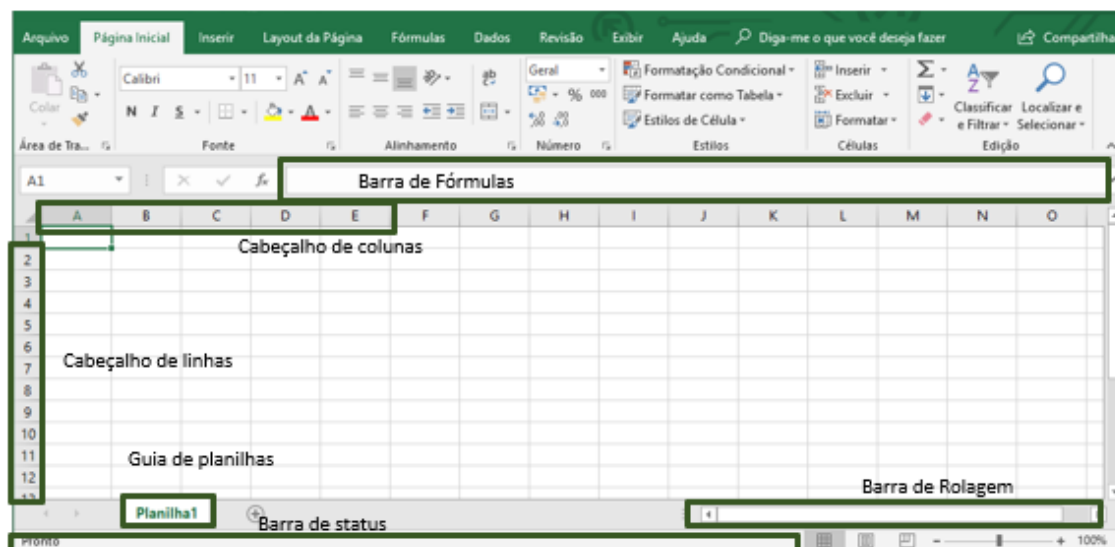 Arquivo Página Inicial Inserir Layout da Página Fórmulas Dados Revisão Exibir Ajuda Diga-me o que você deseja fazer Compartilha
Colar
Calibri 11 A A
N I S A
ab
Geral
% 000
Formatação Condicional
Formatar como Tabela
Estilos de Célula
Inserir
Excluir
Formatar
Σ
Classificar e Filtrar
Localizar e Selecionar
Área de Tra... Fonte Alinhamento Número Estilos Células Edição
A1 fx Barra de Fórmulas
A B C D E F G H I J K L M N O
1
Cabeçalho de colunas
2
3
4
5
6
Cabeçalho de linhas
7
8
9
10
11
Guia de planilhas
12
Barra de Rolagem
13
Planilha1
Barra de status
Pronto 100%